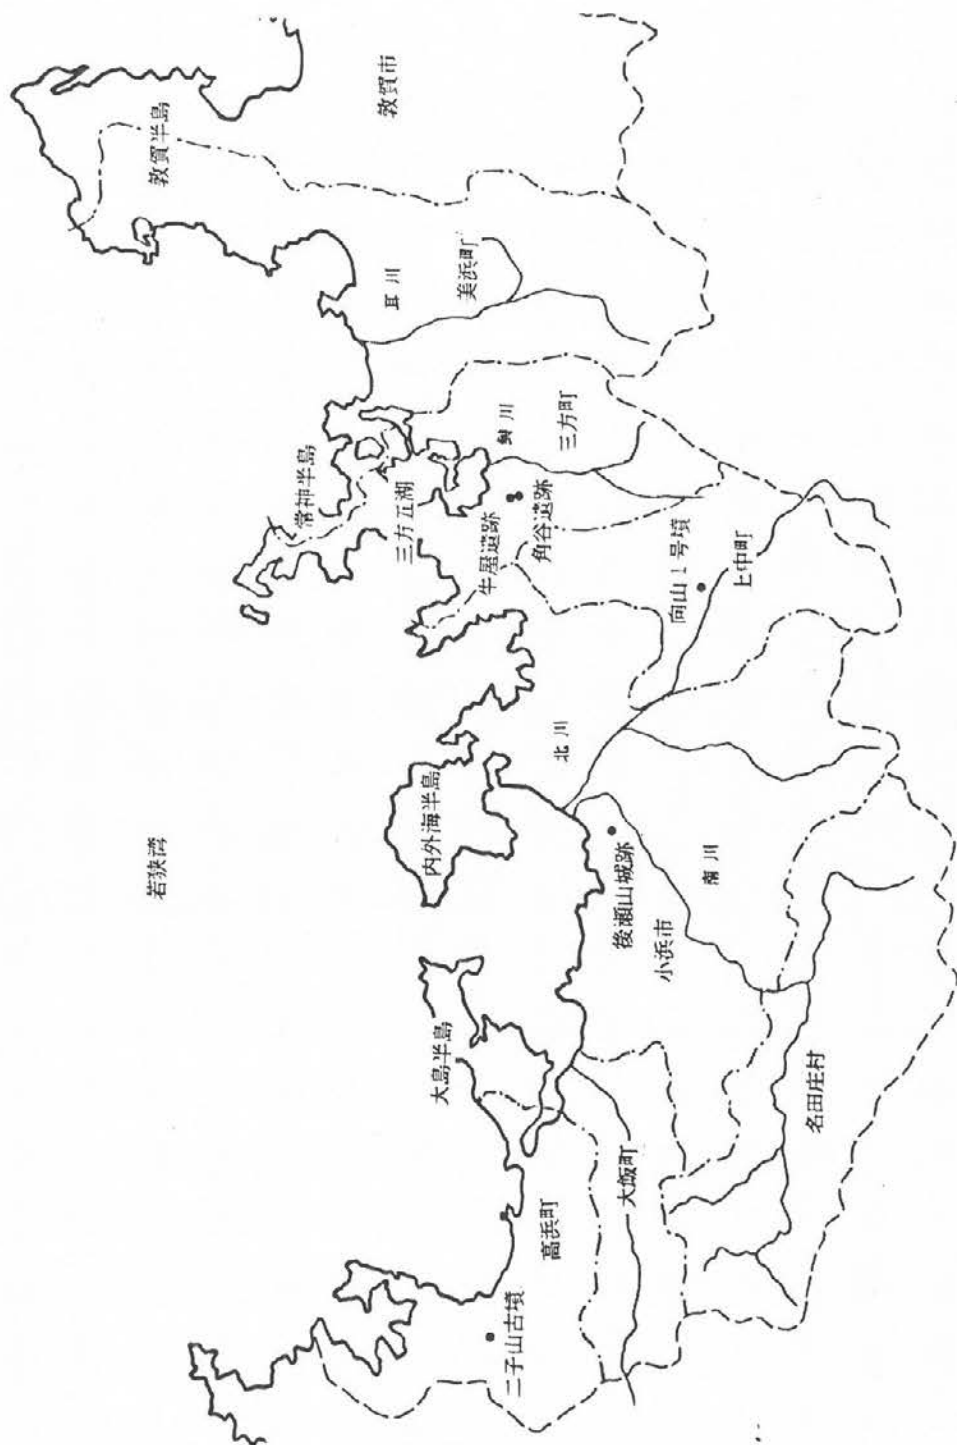 若狭湾
敦賀半島
敦賀市
耳川
美浜町
常神半島
三方五湖
鰣川
三方町
牛屋遺跡
角谷遺跡
向山1号墳
上中町
北川
内外海半島
後瀬山城跡
小浜市
南川
大島半島
名田庄村
大飯町
高浜町
二子山古墳